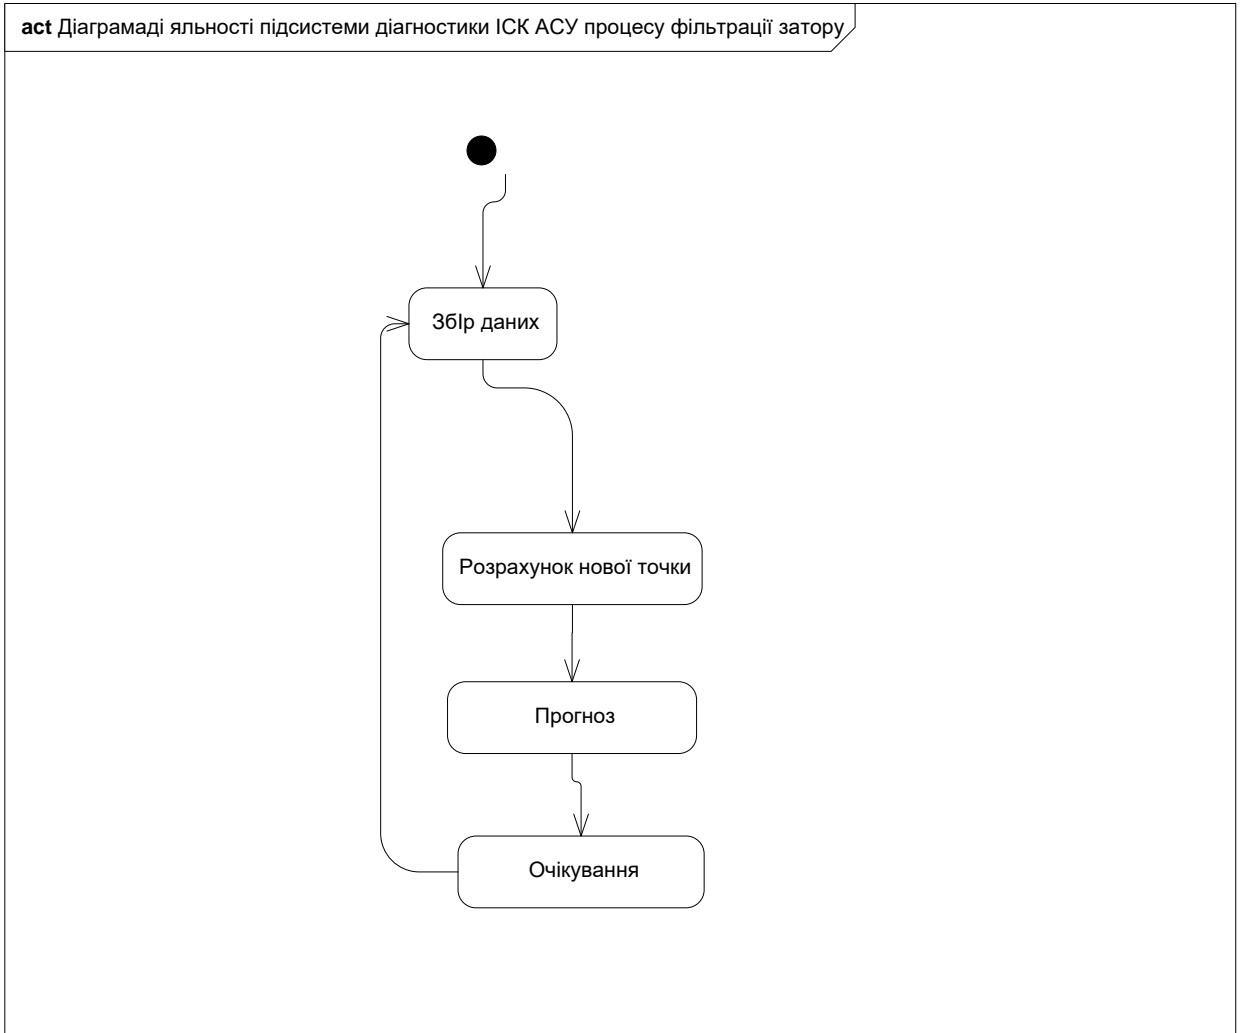 act Діаграмаді яльності підсистеми діагностики ІСК АСУ процесу фільтрації затору
ЗбІр даних
Розрахунок нової точки
Прогноз
Очікування